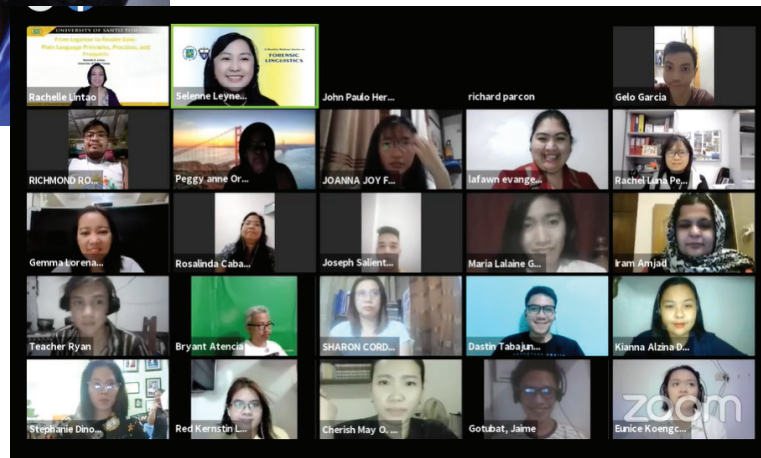 UNIVERSITY OF SANTO TOMAS
From Legalese to Reader-Ease:
Plain Language Principles, Practices, and
Prospects
Rachelle Lintao
Selenne Leyne...
FORENSIC
LINGUISTICS
John Paulo Her...
richard parcon
Gelo Garcia
RICHMOND RO...
Peggy anne Or...
JOANNA JOY F...
lafawn evange...
Rachel Luna Pe...
Gemma Lorena...
Rosalinda Caba...
Joseph Salient...
Maria Lalaine G...
Iram Amjad
Teacher Ryan
Bryant Atencia
SHARON CORD...
Dastin Tabajun...
Kianna Alzina D...
Stephanie Dino...
Red Kernstin L...
Cherish May O. ...
Gotubat, Jaime
Eunice Koengc...
zoom